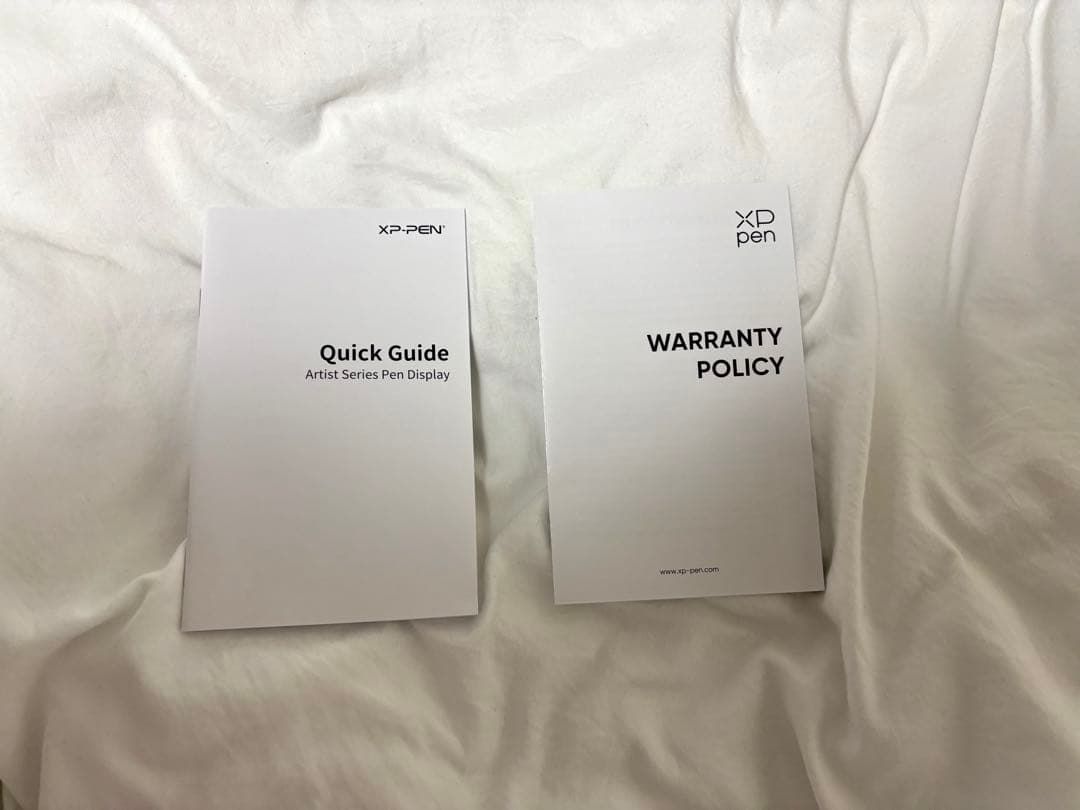 XP-PEN®
Quick Guide
Artist Series Pen Display
XP
pen
WARRANTY
POLICY
www.xp-pen.com